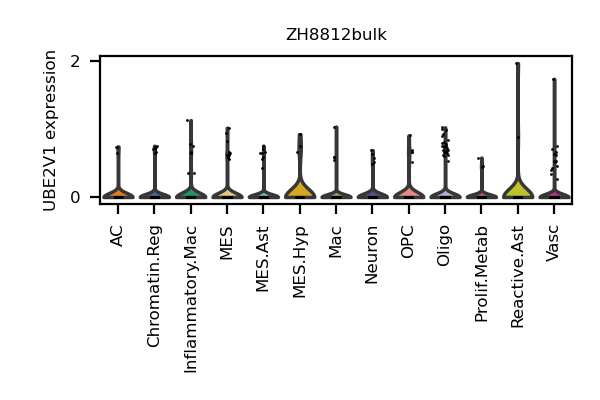 ZH8812bulk
UBE2V1 expression
2
0
AC
Chromatin.Reg
Inflammatory.Mac
MES
MES.Ast
MES.Hyp
Mac
Neuron
OPC
Oligo
Prolif.Metab
Reactive.Ast
Vasc